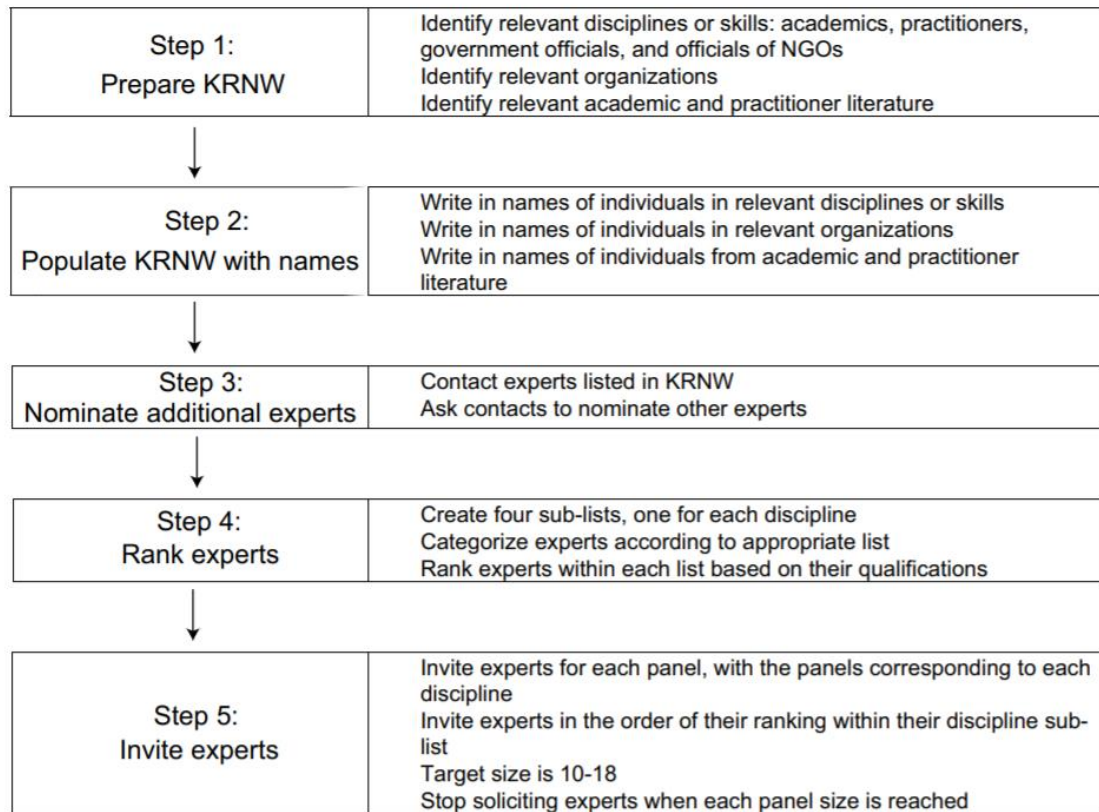 Step 1:
Prepare KRNW
Identify relevant disciplines or skills: academics, practitioners,
government officials, and officials of NGOs
Identify relevant organizations
Identify relevant academic and practitioner literature
Step 2:
Populate KRNW with names
Write in names of individuals in relevant disciplines or skills
Write in names of individuals in relevant organizations
Write in names of individuals from academic and practitioner
literature
Step 3:
Nominate additional experts
Contact experts listed in KRNW
Ask contacts to nominate other experts
Step 4:
Rank experts
Create four sub-lists, one for each discipline
Categorize experts according to appropriate list
Rank experts within each list based on their qualifications
Step 5:
Invite experts
Invite experts for each panel, with the panels corresponding to each
discipline
Invite experts in the order of their ranking within their discipline sub-
list
Target size is 10-18
Stop soliciting experts when each panel size is reached